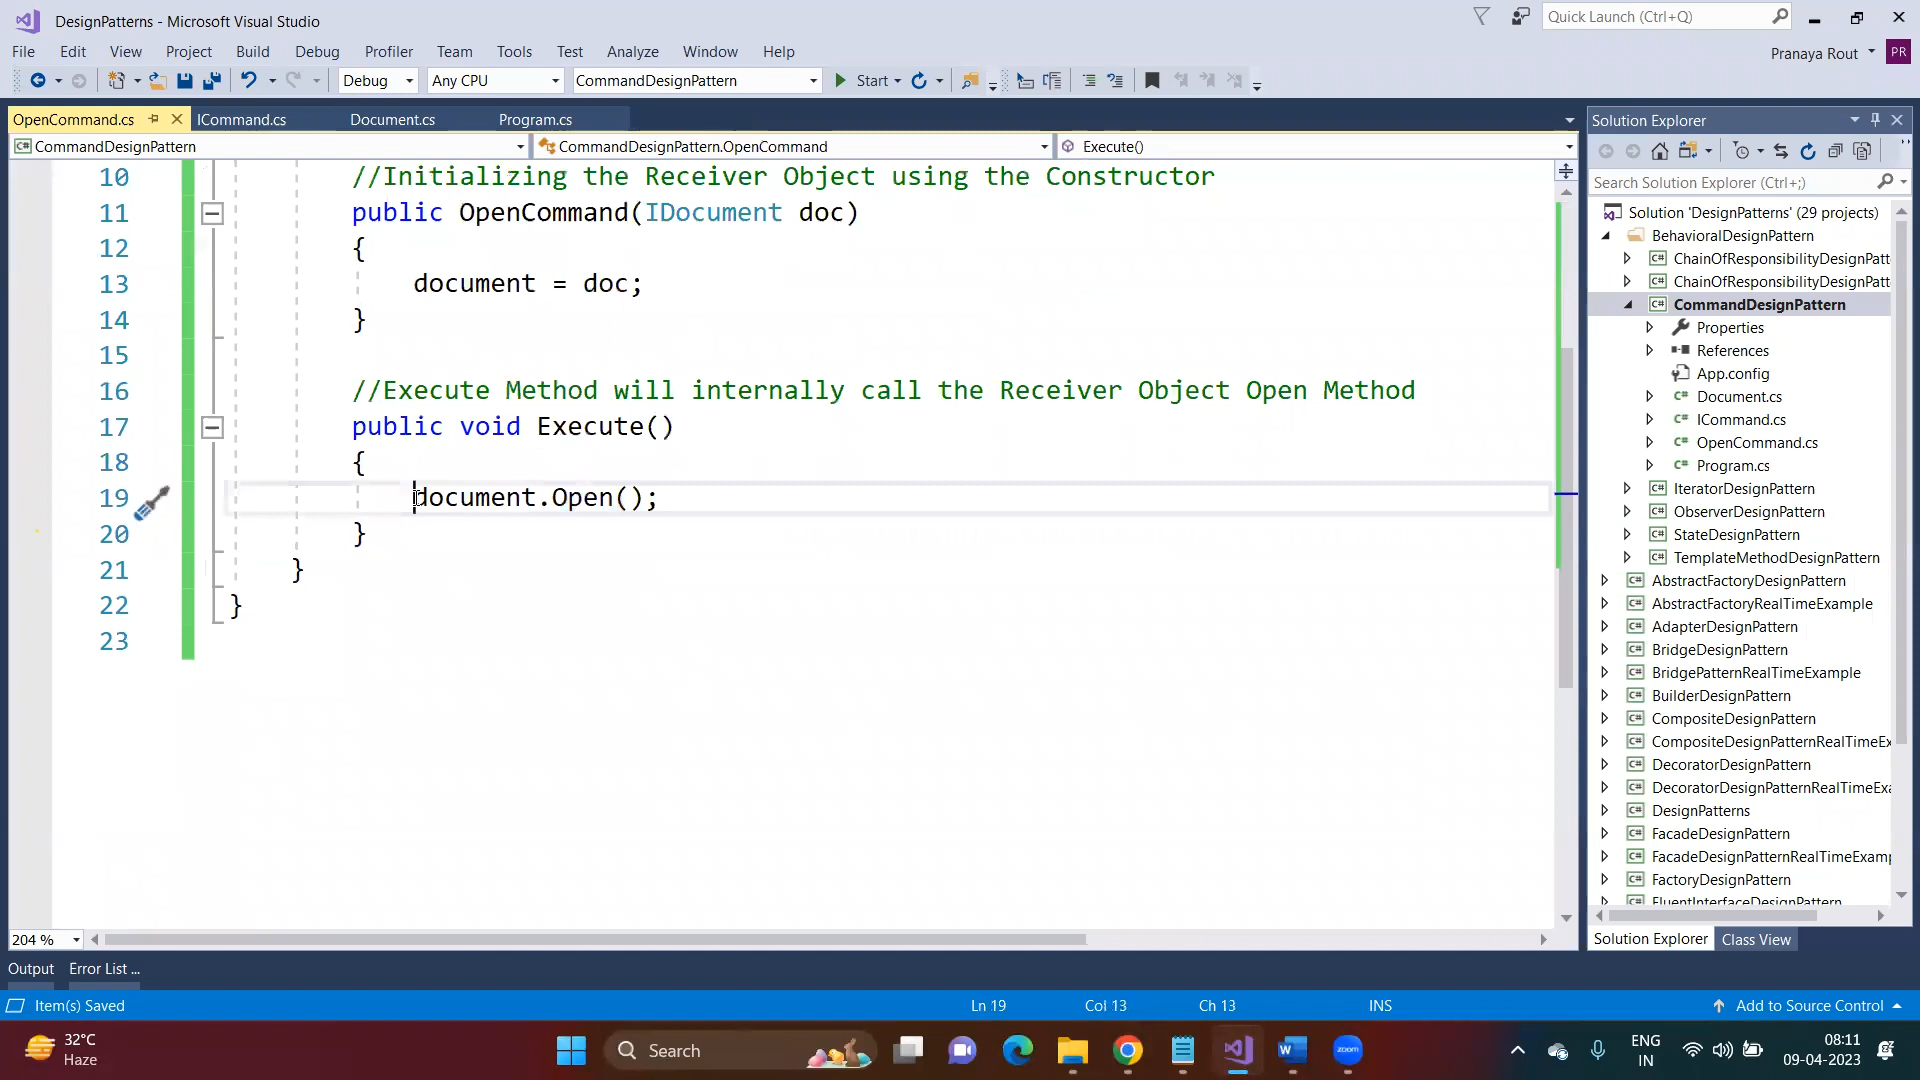 DesignPatterns - Microsoft Visual Studio
Quick Launch (Ctrl+Q)
File Edit View Project Build Debug Profiler Team Tools Test Analyze Window Help
Pranaya Rout PR
Debug Any CPU CommandDesignPattern Start
OpenCommand.cs ICommand.cs Document.cs Program.cs
CommandDesignPattern CommandDesignPattern.OpenCommand Execute()
10 //Initializing the Receiver Object using the Constructor
11 public OpenCommand(IDocument doc)
12 {
13 document = doc;
14 }
15
16 //Execute Method will internally call the Receiver Object Open Method
17 public void Execute()
18 {
19 document.Open();
20 }
21 }
22 }
23
204 %
Solution Explorer
Search Solution Explorer (Ctrl+;)
Solution 'DesignPatterns' (29 projects)
BehavioralDesignPattern
C# ChainOfResponsibilityDesignPatt
C# ChainOfResponsibilityDesignPatt
C# CommandDesignPattern
Properties
References
App.config
C# Document.cs
C# ICommand.cs
C# OpenCommand.cs
C# Program.cs
C# IteratorDesignPattern
C# ObserverDesignPattern
C# StateDesignPattern
C# TemplateMethodDesignPattern
C# AbstractFactoryDesignPattern
C# AbstractFactoryRealTimeExample
C# AdapterDesignPattern
C# BridgeDesignPattern
C# BridgePatternRealTimeExample
C# BuilderDesignPattern
C# CompositeDesignPattern
C# CompositeDesignPatternRealTimeEx
C# DecoratorDesignPattern
C# DecoratorDesignPatternRealTimeExa
C# DesignPatterns
C# FacadeDesignPattern
C# FacadeDesignPatternRealTimeExamp
C# FactoryDesignPattern
C# FluentInterfaceDesignPattern
Solution Explorer Class View
Output Error List ...
Item(s) Saved Ln 19 Col 13 Ch 13 INS Add to Source Control
32°C
Haze
Search
zoom
ENG
IN
08:11
09-04-2023